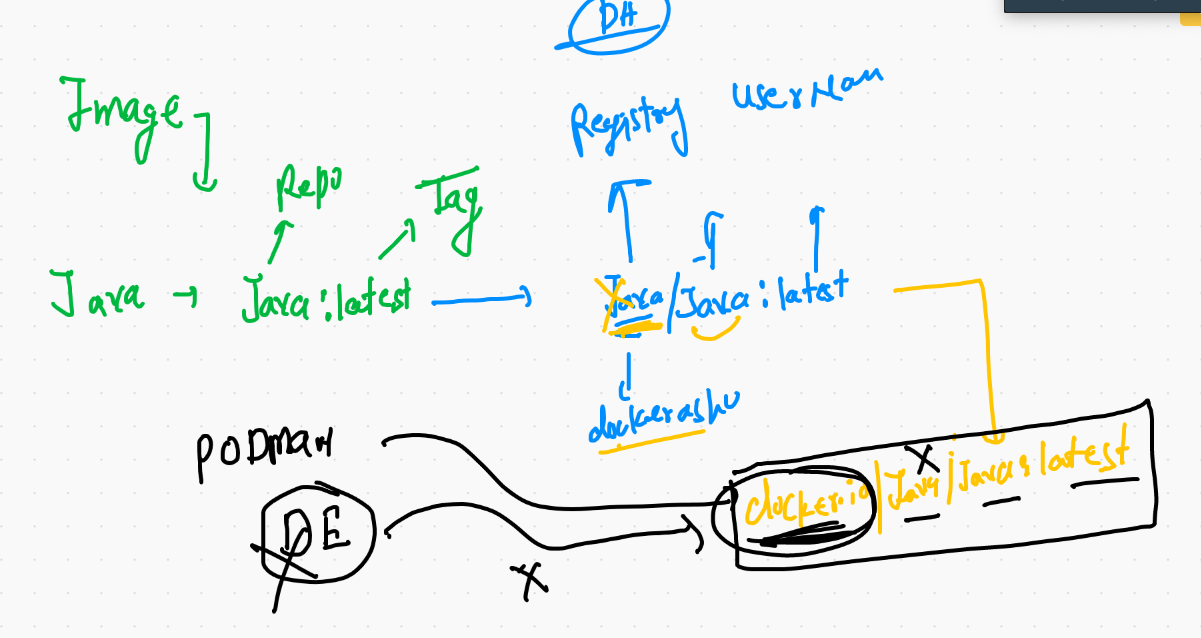 DH
Image
Registry
userNam
Repo
Tag
Java → Java:latest → Java/Java:latest
dockerashu
PODMAN
docker.io/Java/Java:latest
X
DE
X